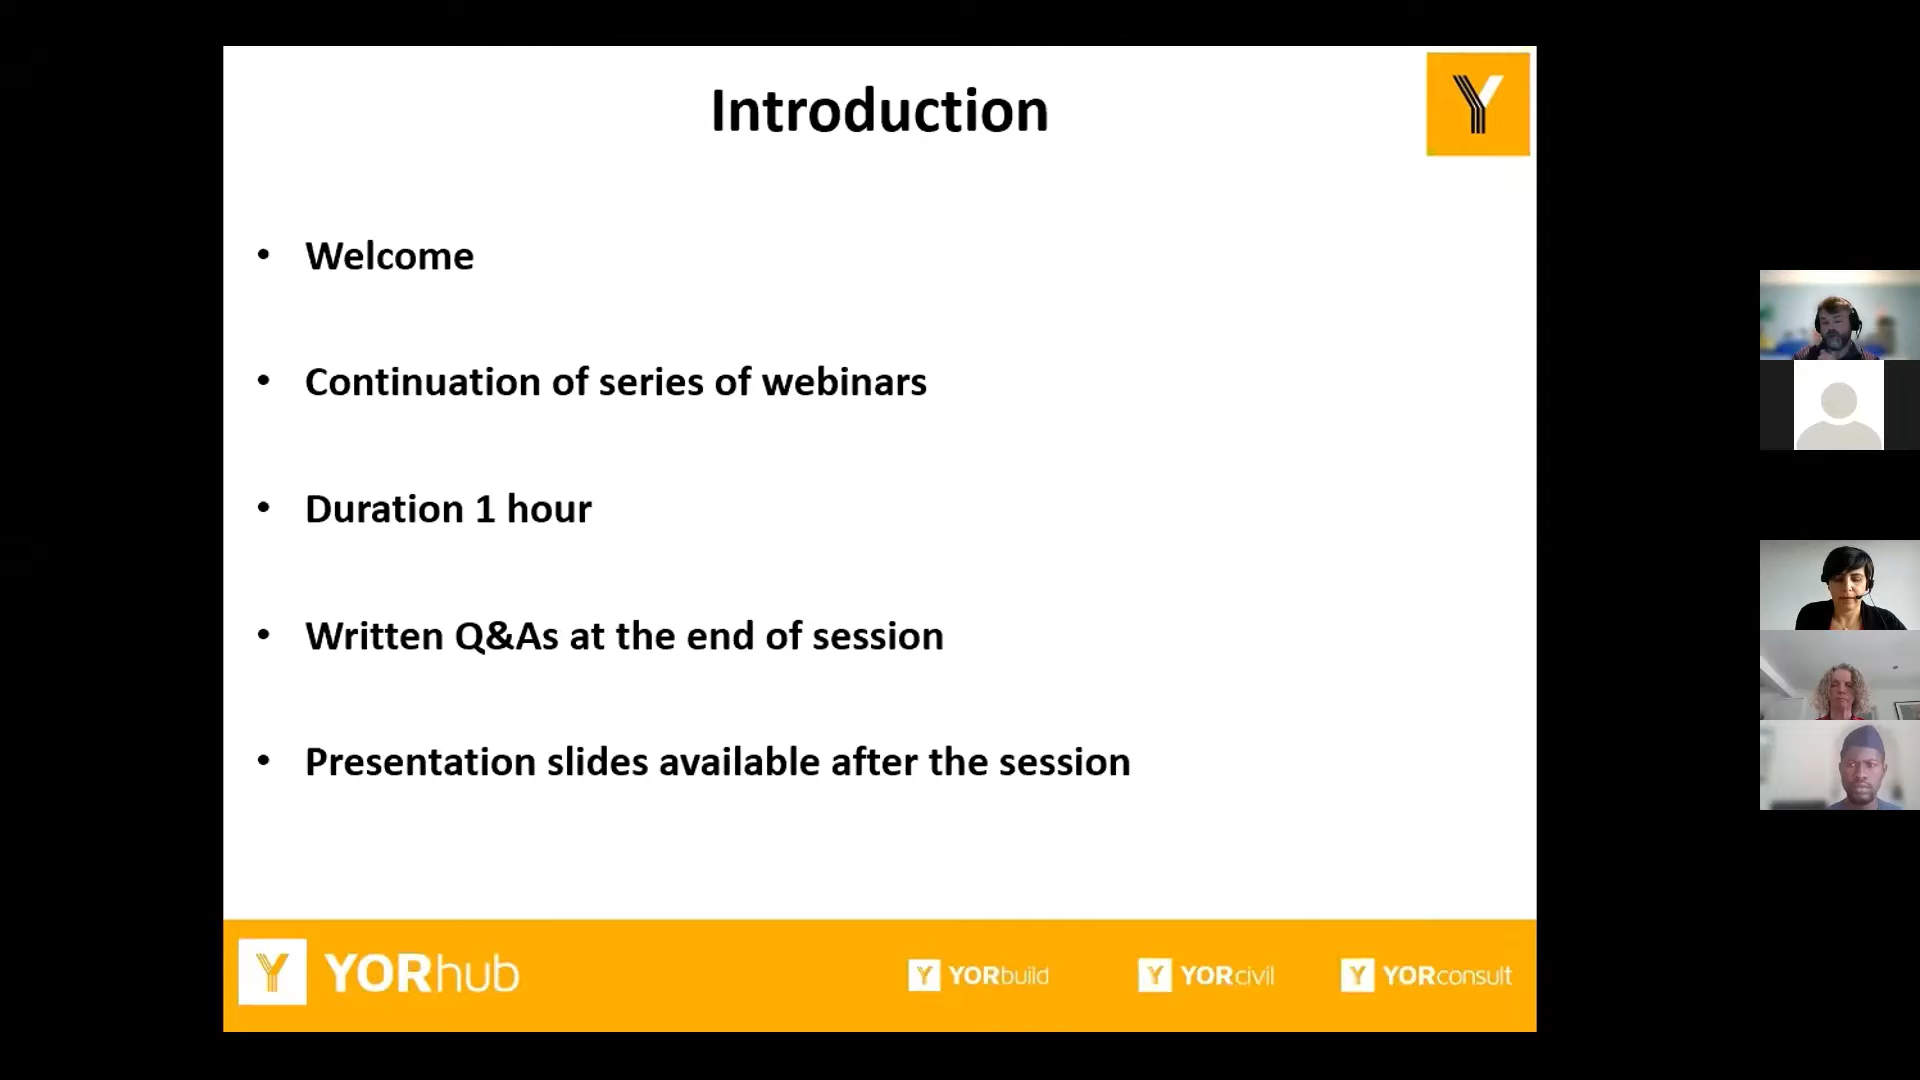 Introduction
Y
• Welcome
• Continuation of series of webinars
• Duration 1 hour
• Written Q&As at the end of session
• Presentation slides available after the session
Y YORhub
Y YORbuild
Y YORcivil
Y YORconsult